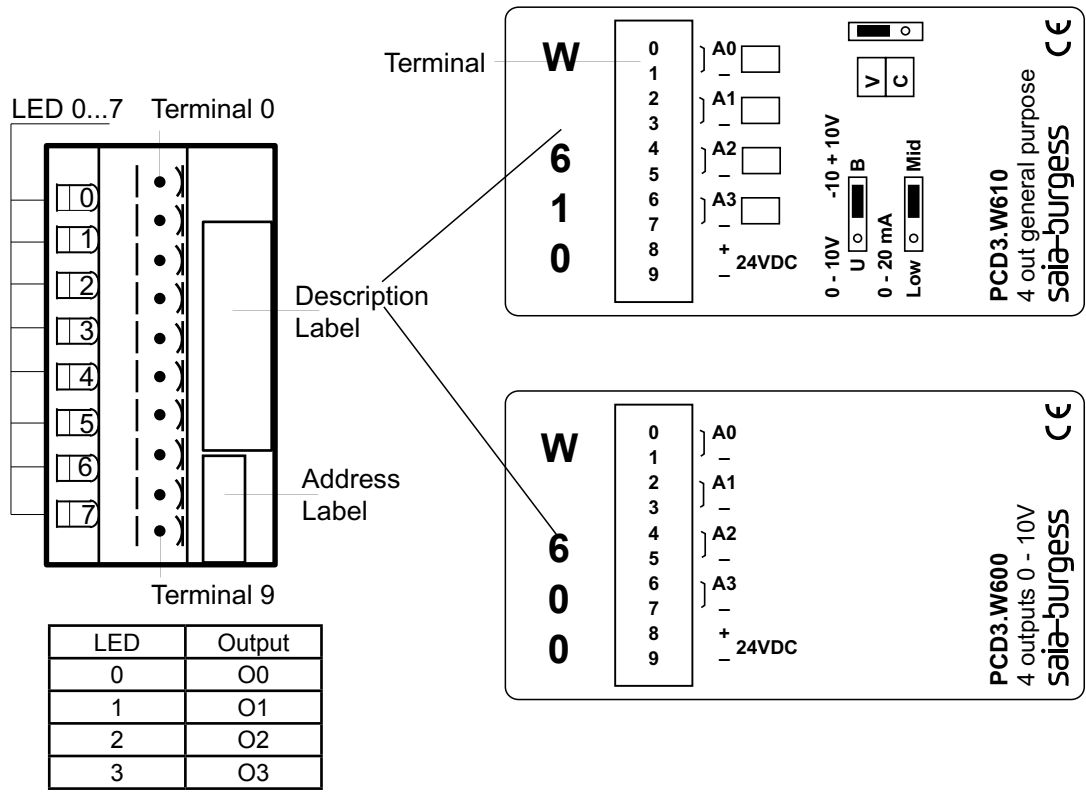 LED 0...7 Terminal 0
0
1
2
3
4
5
6
7
Description
Label
Address
Label
Terminal 9
LED Output
0 O0
1 O1
2 O2
3 O3
Terminal
W
6
1
0
0 A0
1 –
2 A1
3 –
4 A2
5 –
6 A3
7 –
8 +
9 –
24VDC
V
C
0 - 10V -10 + 10V
U B
0 - 20 mA
Low Mid
PCD3.W610
4 out general purpose
saia-burgess
CE
W
6
0
0
0 A0
1 –
2 A1
3 –
4 A2
5 –
6 A3
7 –
8 +
9 –
24VDC
PCD3.W600
4 outputs 0 - 10V
saia-burgess
CE